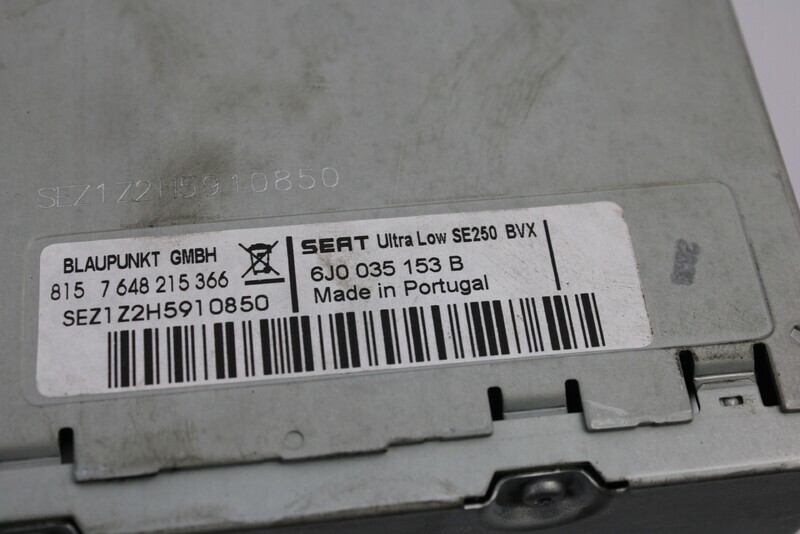 SEZ1Z2H5910850
BLAUPUNKT GMBH
815 7 648 215 366
SEZ1Z2H5910850
SEAT Ultra Low SE250 BVX
6J0 035 153 B
Made in Portugal